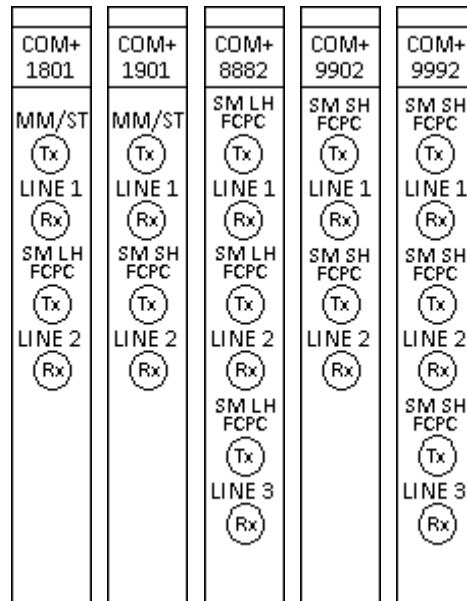 COM+
1801
MM/ST
Tx
LINE 1
Rx
SM LH
FCPC
Tx
LINE 2
Rx
COM+
1901
MM/ST
Tx
LINE 1
Rx
SM SH
FCPC
Tx
LINE 2
Rx
COM+
8882
SM LH
FCPC
Tx
LINE 1
Rx
SM LH
FCPC
Tx
LINE 2
Rx
SM LH
FCPC
Tx
LINE 3
Rx
COM+
9902
SM SH
FCPC
Tx
LINE 1
Rx
SM SH
FCPC
Tx
LINE 2
Rx
COM+
9992
SM SH
FCPC
Tx
LINE 1
Rx
SM SH
FCPC
Tx
LINE 2
Rx
SM SH
FCPC
Tx
LINE 3
Rx